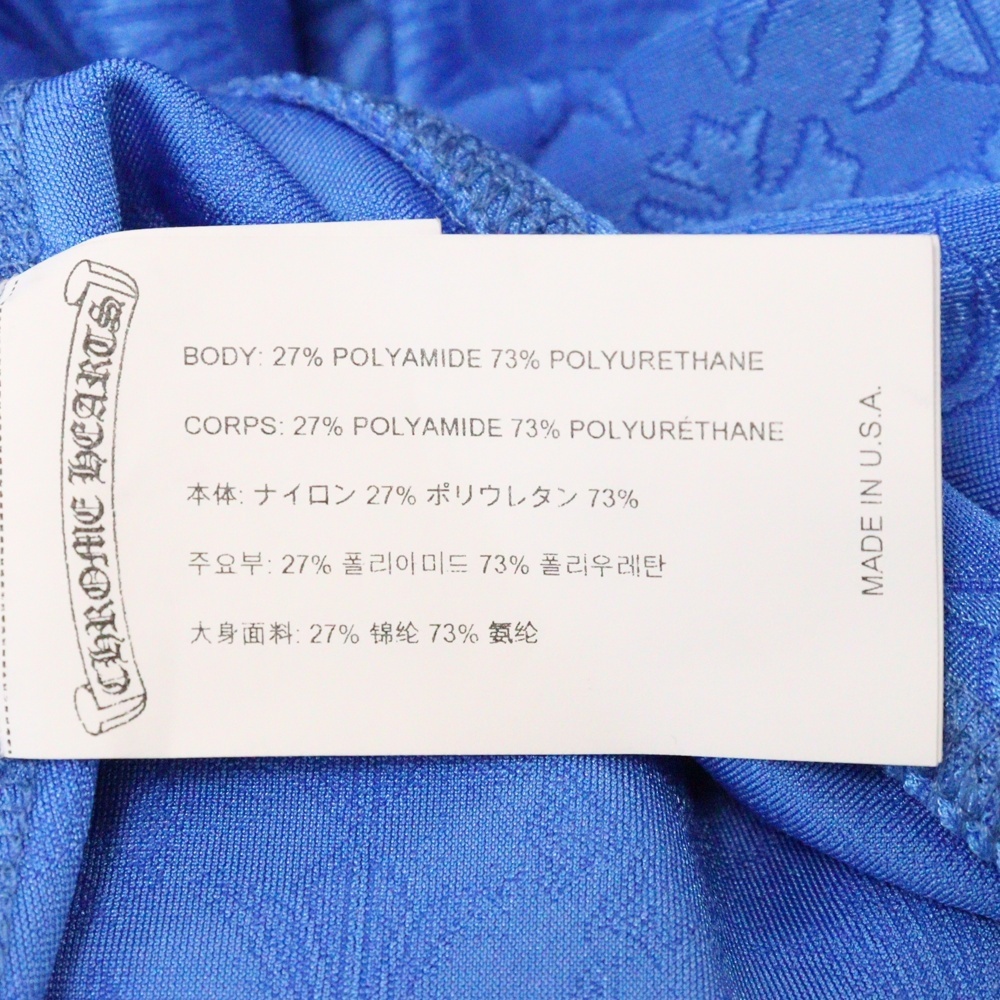 CHROME HEARTS
BODY: 27% POLYAMIDE 73% POLYURETHANE
CORPS: 27% POLYAMIDE 73% POLYURÉTHANE
本体: ナイロン 27% ポリウレタン 73%
주요부: 27% 폴리아미드 73% 폴리우레탄
大身面料: 27% 锦纶 73% 氨纶
MADE IN U.S.A.